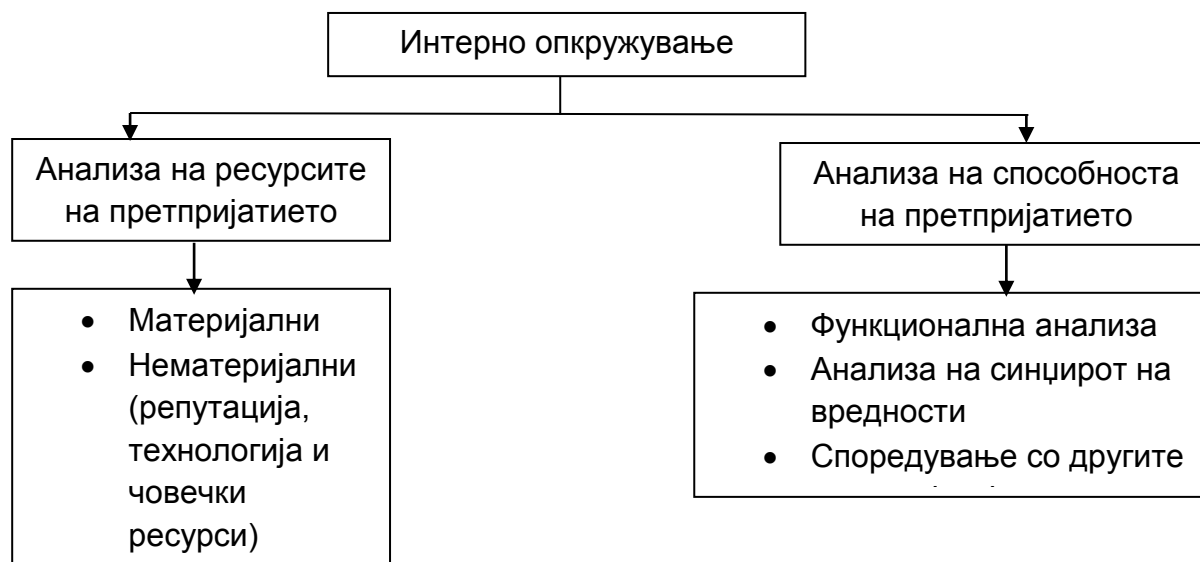 Интерно опкружување
Анализа на ресурсите
на претпријатието
Анализа на способноста
на претпријатието
• Материјални
• Нематеријални
(репутација,
технологија и
човечки
ресурси)
• Функционална анализа
• Анализа на синџирот на
вредности
• Споредување со другите